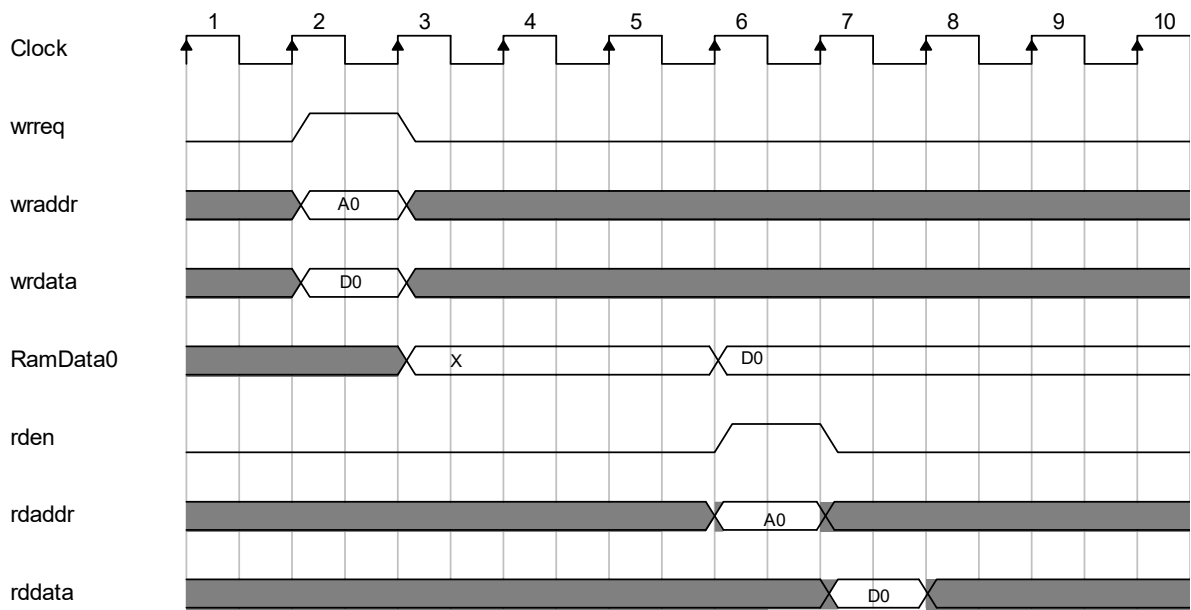 1 2 3 4 5 6 7 8 9 10
Clock
wrreq
wraddr A0
wrdata D0
RamData0 X D0
rden
rdaddr A0
rddata D0